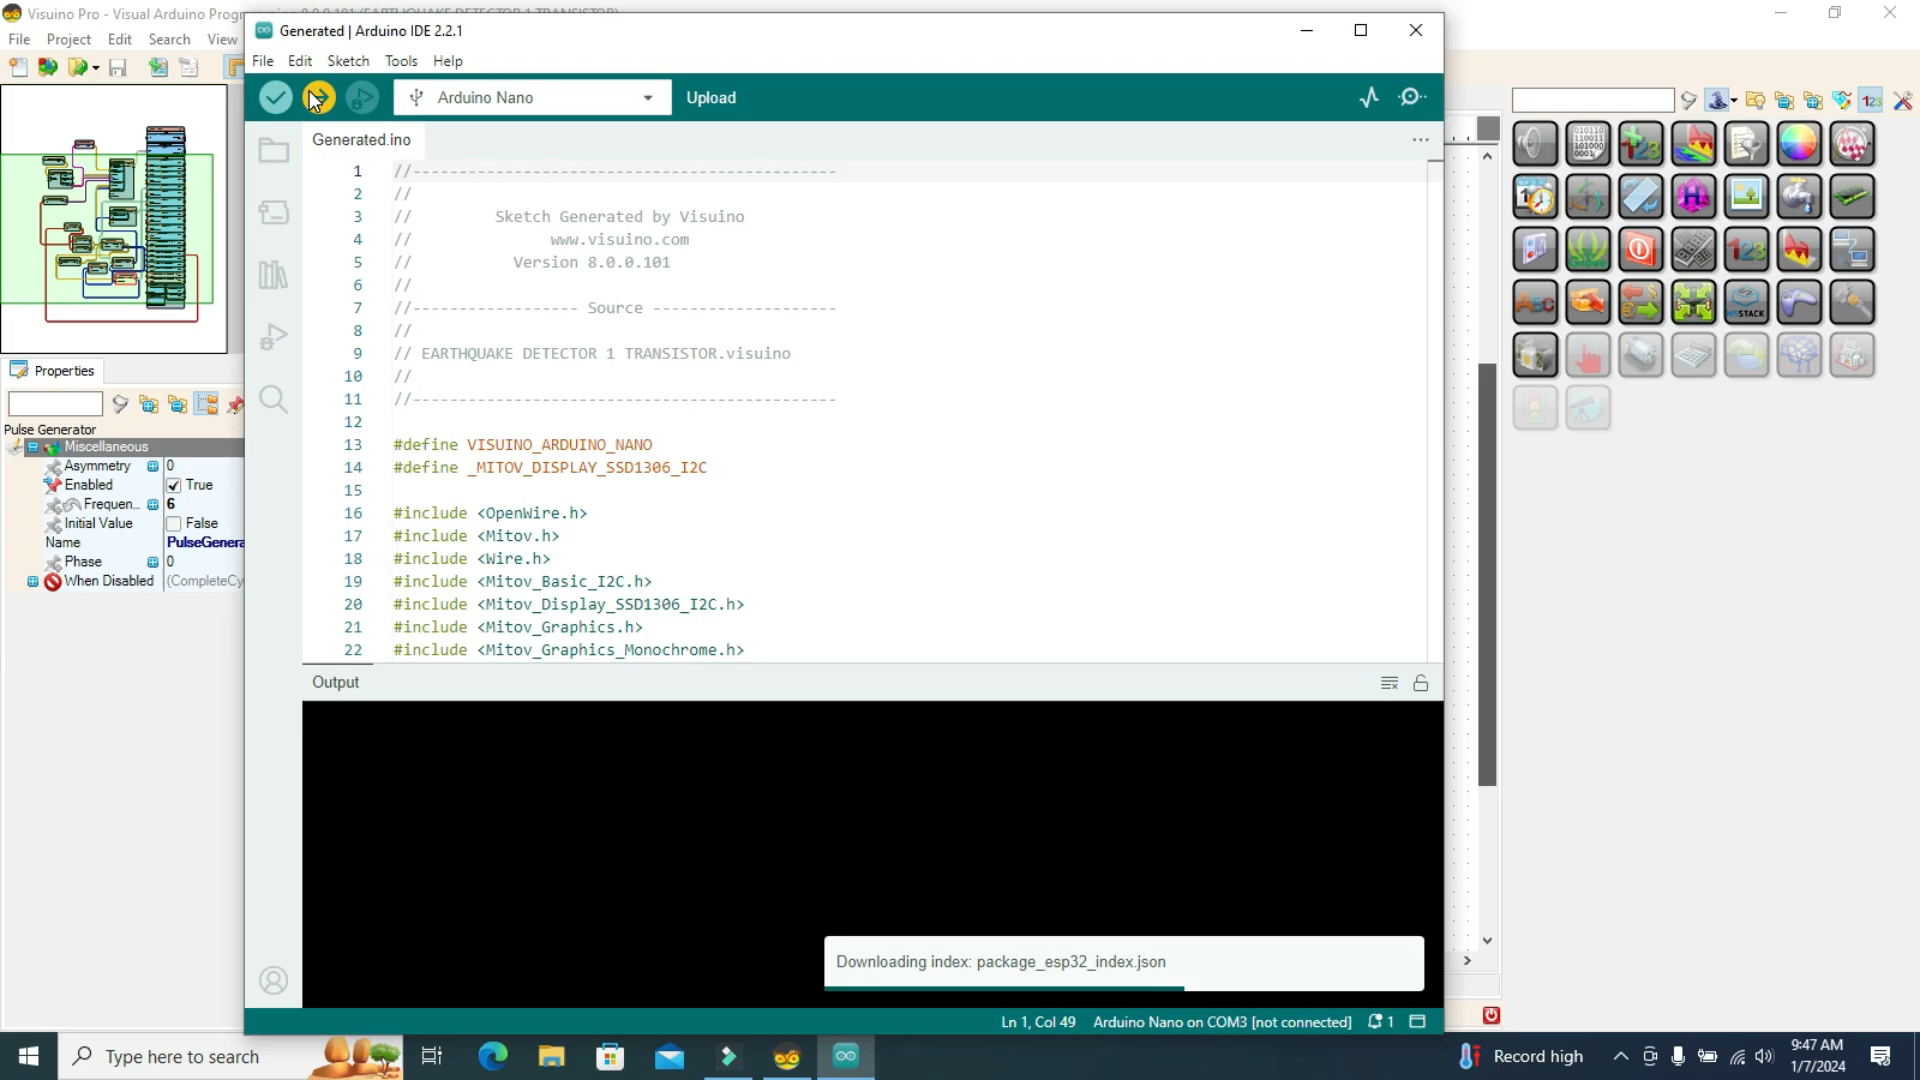 Visuino Pro - Visual Arduino Progr
File Project Edit Search View
Properties
Pulse Generator
Miscellaneous
Asymmetry 0
Enabled True
Frequen... 6
Initial Value False
Name PulseGenera
Phase 0
When Disabled (CompleteCy
Generated | Arduino IDE 2.2.1
File Edit Sketch Tools Help
Arduino Nano Upload
Generated.ino
1 //----------------------------------------------
2 //
3 // Sketch Generated by Visuino
4 // www.visuino.com
5 // Version 8.0.0.101
6 //
7 //------------------ Source --------------------
8 //
9 // EARTHQUAKE DETECTOR 1 TRANSISTOR.visuino
10 //
11 //----------------------------------------------
12
13 #define VISUINO_ARDUINO_NANO
14 #define _MITOV_DISPLAY_SSD1306_I2C
15
16 #include <OpenWire.h>
17 #include <Mitov.h>
18 #include <Wire.h>
19 #include <Mitov_Basic_I2C.h>
20 #include <Mitov_Display_SSD1306_I2C.h>
21 #include <Mitov_Graphics.h>
22 #include <Mitov_Graphics_Monochrome.h>
Output
Downloading index: package_esp32_index.json
Ln 1, Col 49 Arduino Nano on COM3 [not connected] 1
Type here to search
Record high
9:47 AM
1/7/2024